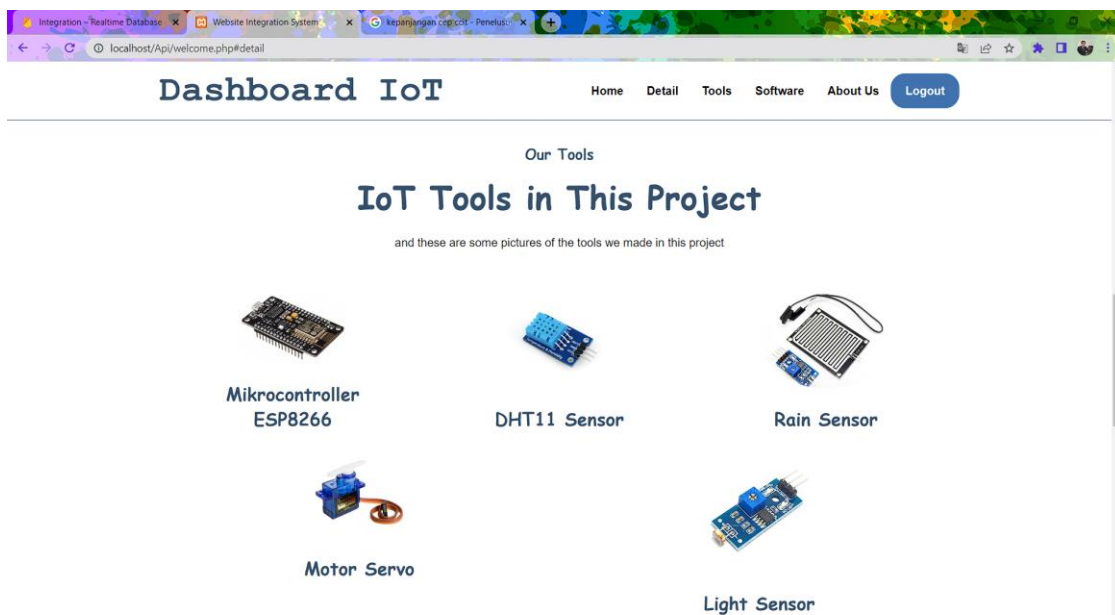 Integration – Realtime Database
Website Integration System
kepanjangan cep coit - Penelusu
localhost/Api/welcome.php#detail
Dashboard IoT
Home Detail Tools Software About Us Logout
Our Tools
IoT Tools in This Project
and these are some pictures of the tools we made in this project
Mikrocontroller
ESP8266
DHT11 Sensor
Rain Sensor
Motor Servo
Light Sensor